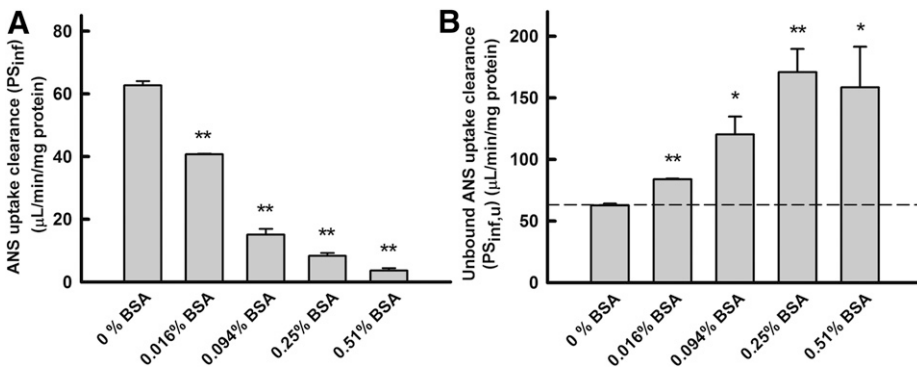 A
ANS uptake clearance (PSinf)
(μL/min/mg protein)
80
60
40
20
0
**
**
**
**
0 % BSA
0.016% BSA
0.094% BSA
0.25% BSA
0.51% BSA
B
Unbound ANS uptake clearance
(PSinf,u) (μL/min/mg protein)
200
150
100
50
0
**
*
**
*
0 % BSA
0.016% BSA
0.094% BSA
0.25% BSA
0.51% BSA